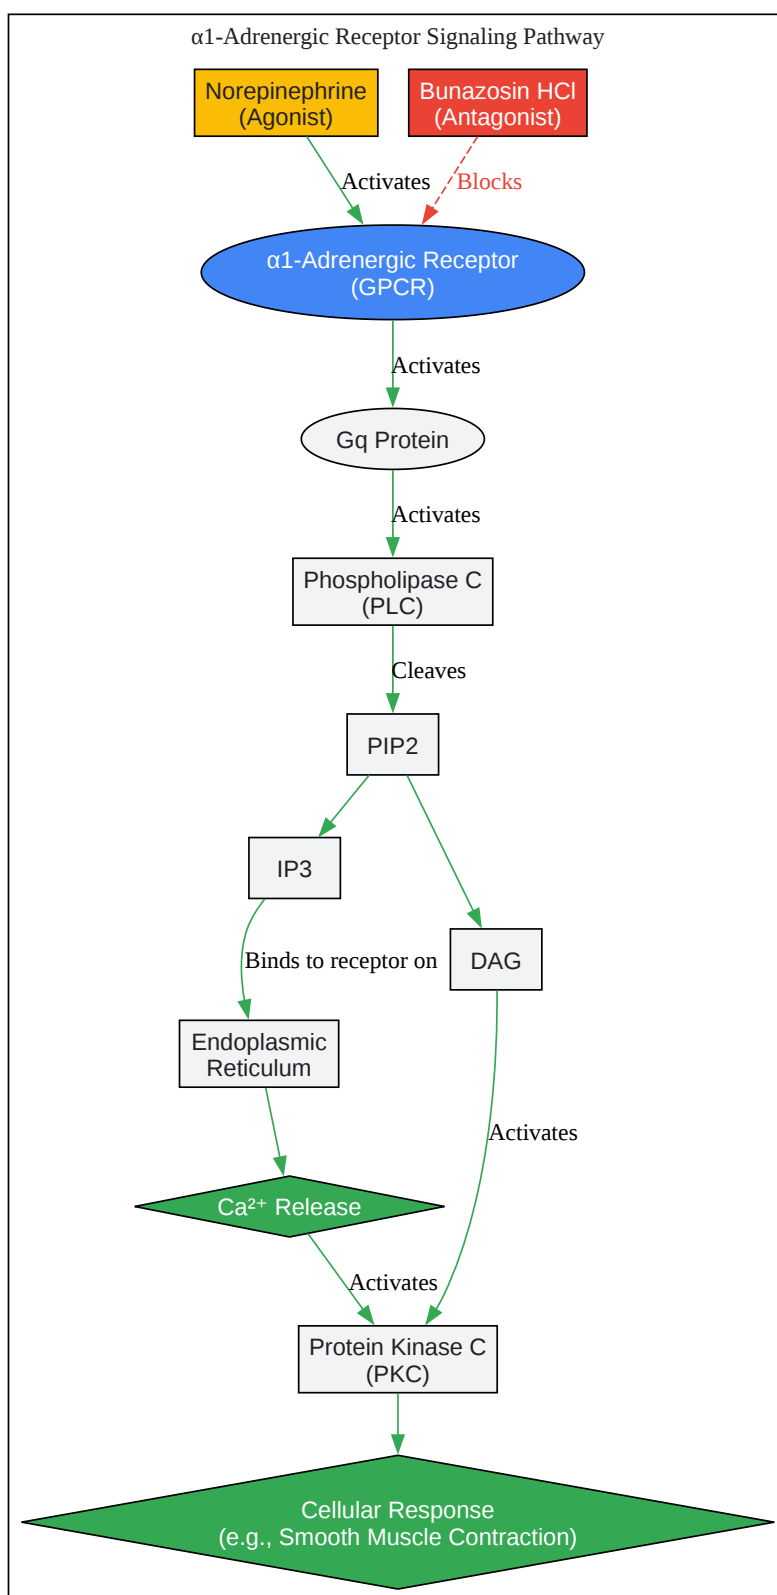 α1-Adrenergic Receptor Signaling Pathway
Norepinephrine
(Agonist)
Bunazosin HCl
(Antagonist)
Activates
Blocks
α1-Adrenergic Receptor
(GPCR)
Activates
Gq Protein
Activates
Phospholipase C
(PLC)
Cleaves
PIP2
IP3
DAG
Binds to receptor on
Endoplasmic
Reticulum
Activates
Ca²⁺ Release
Activates
Protein Kinase C
(PKC)
Cellular Response
(e.g., Smooth Muscle Contraction)